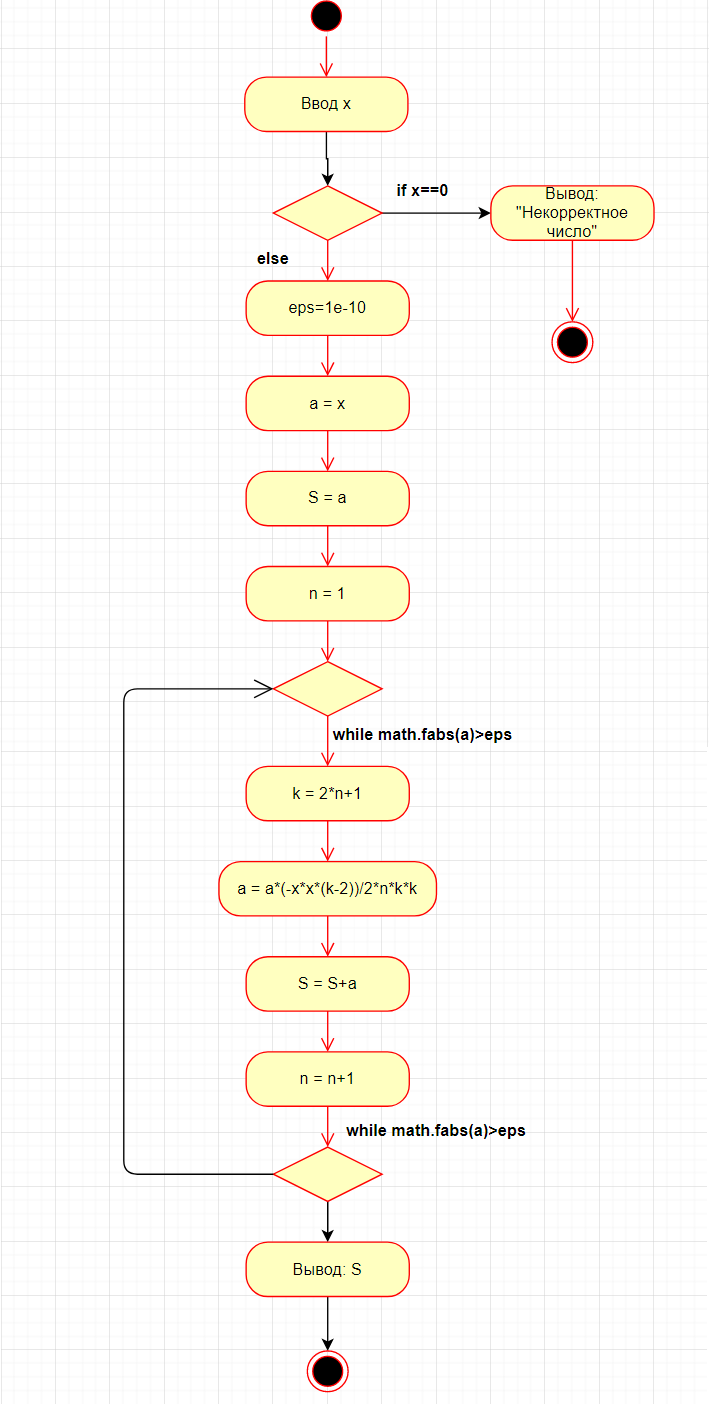 Ввод x
if x==0
Вывод:
"Некорректное
число"
else
eps=1e-10
a = x
S = a
n = 1
while math.fabs(a)>eps
k = 2*n+1
a = a*(-x*x*(k-2))/2*n*k*k
S = S+a
n = n+1
while math.fabs(a)>eps
Вывод: S